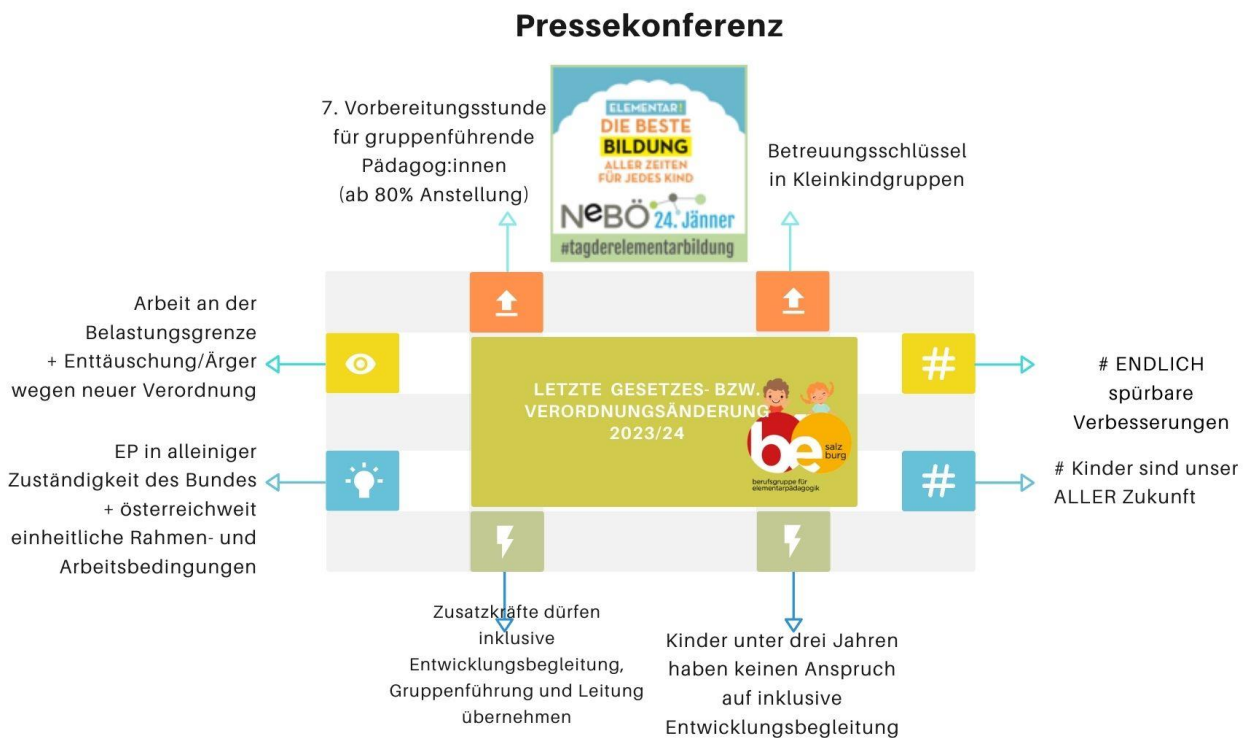 Pressekonferenz
7. Vorbereitungsstunde
für gruppenführende
Pädagog:innen
(ab 80% Anstellung)
ELEMENTAR!
DIE BESTE
BILDUNG
ALLER ZEITEN
FÜR JEDES KIND
NeBÖ 24. Jänner
#tagderelementarbildung
Betreuungsschlüssel
in Kleinkindgruppen
Arbeit an der
Belastungsgrenze
+ Enttäuschung/Ärger
wegen neuer Verordnung
EP in alleiniger
Zuständigkeit des Bundes
+ österreichweit
einheitliche Rahmen- und
Arbeitsbedingungen
LETZTE GESETZES- BZW.
VERORDNUNGSÄNDERUNG
2023/24
be
salz
burg
berufsgruppe für
elementarpädagogik
#
# ENDLICH
spürbare
Verbesserungen
#
# Kinder sind unser
ALLER Zukunft
Zusatzkräfte dürfen
inklusive
Entwicklungsbegleitung,
Gruppenführung und Leitung
übernehmen
Kinder unter drei Jahren
haben keinen Anspruch
auf inklusive
Entwicklungsbegleitung